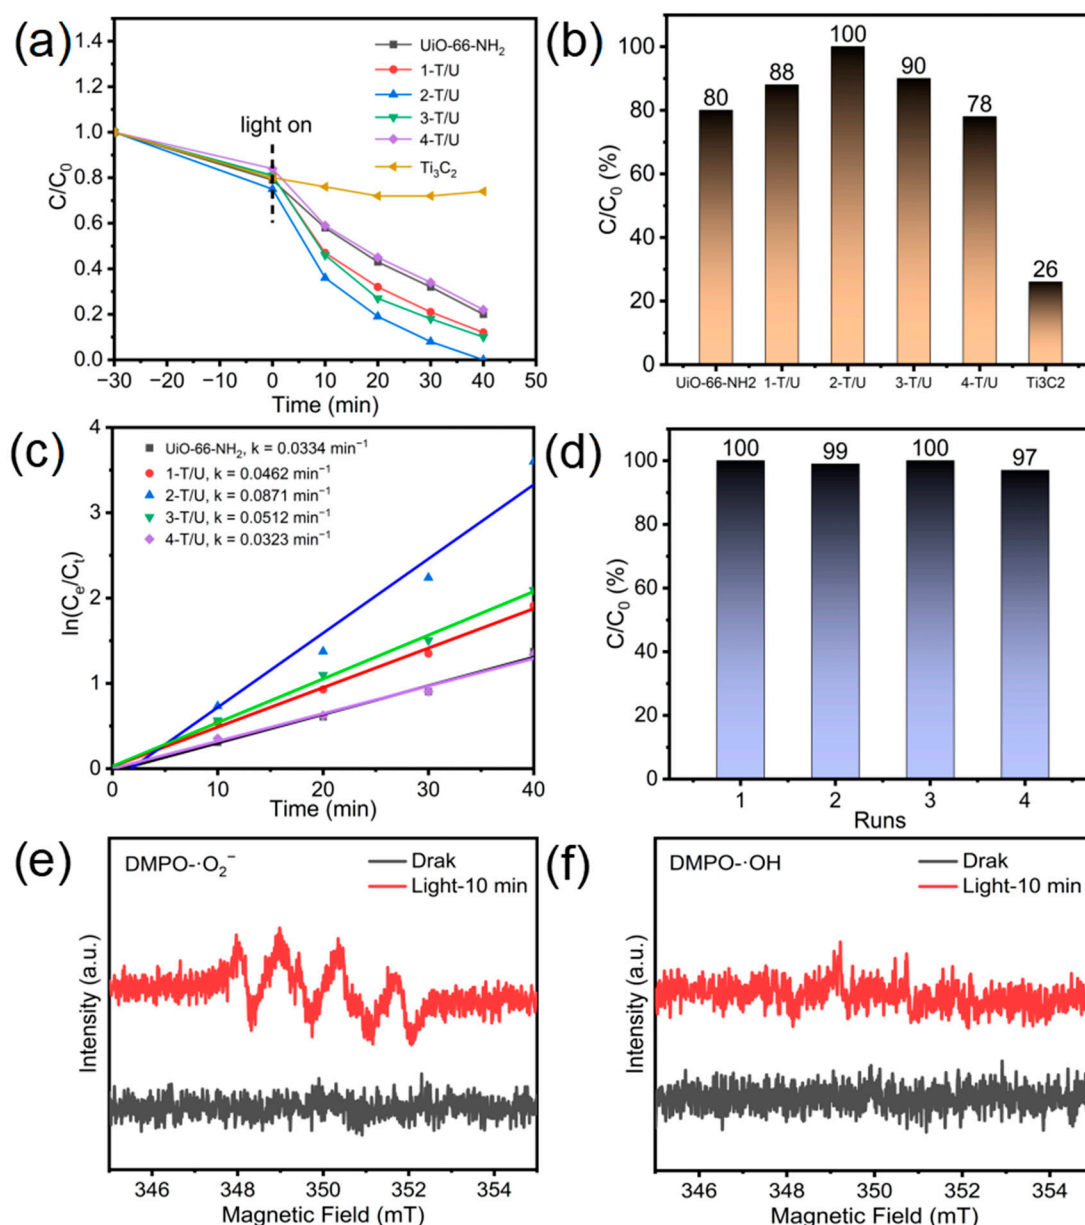 (a)
1.4
1.2
1.0
0.8
0.6
0.4
0.2
0.0
C/C₀
light on
UiO-66-NH₂
1-T/U
2-T/U
3-T/U
4-T/U
Ti₃C₂
−30 −20 −10 0 10 20 30 40 50
Time (min)
(b)
100
80
60
40
20
0
C/C₀ (%)
80 88 100 90 78 26
UiO-66-NH2 1-T/U 2-T/U 3-T/U 4-T/U Ti3C2
(c)
4
3
2
1
0
ln(Cₑ/Cₜ)
UiO-66-NH₂, k = 0.0334 min⁻¹
1-T/U, k = 0.0462 min⁻¹
2-T/U, k = 0.0871 min⁻¹
3-T/U, k = 0.0512 min⁻¹
4-T/U, k = 0.0323 min⁻¹
0 10 20 30 40
Time (min)
(d)
100
80
60
40
20
0
C/C₀ (%)
100 99 100 97
1 2 3 4
Runs
(e)
DMPO-·O₂⁻
Drak
Light-10 min
Intensity (a.u.)
346 348 350 352 354
Magnetic Field (mT)
(f)
DMPO-·OH
Drak
Light-10 min
Intensity (a.u.)
346 348 350 352 354
Magnetic Field (mT)